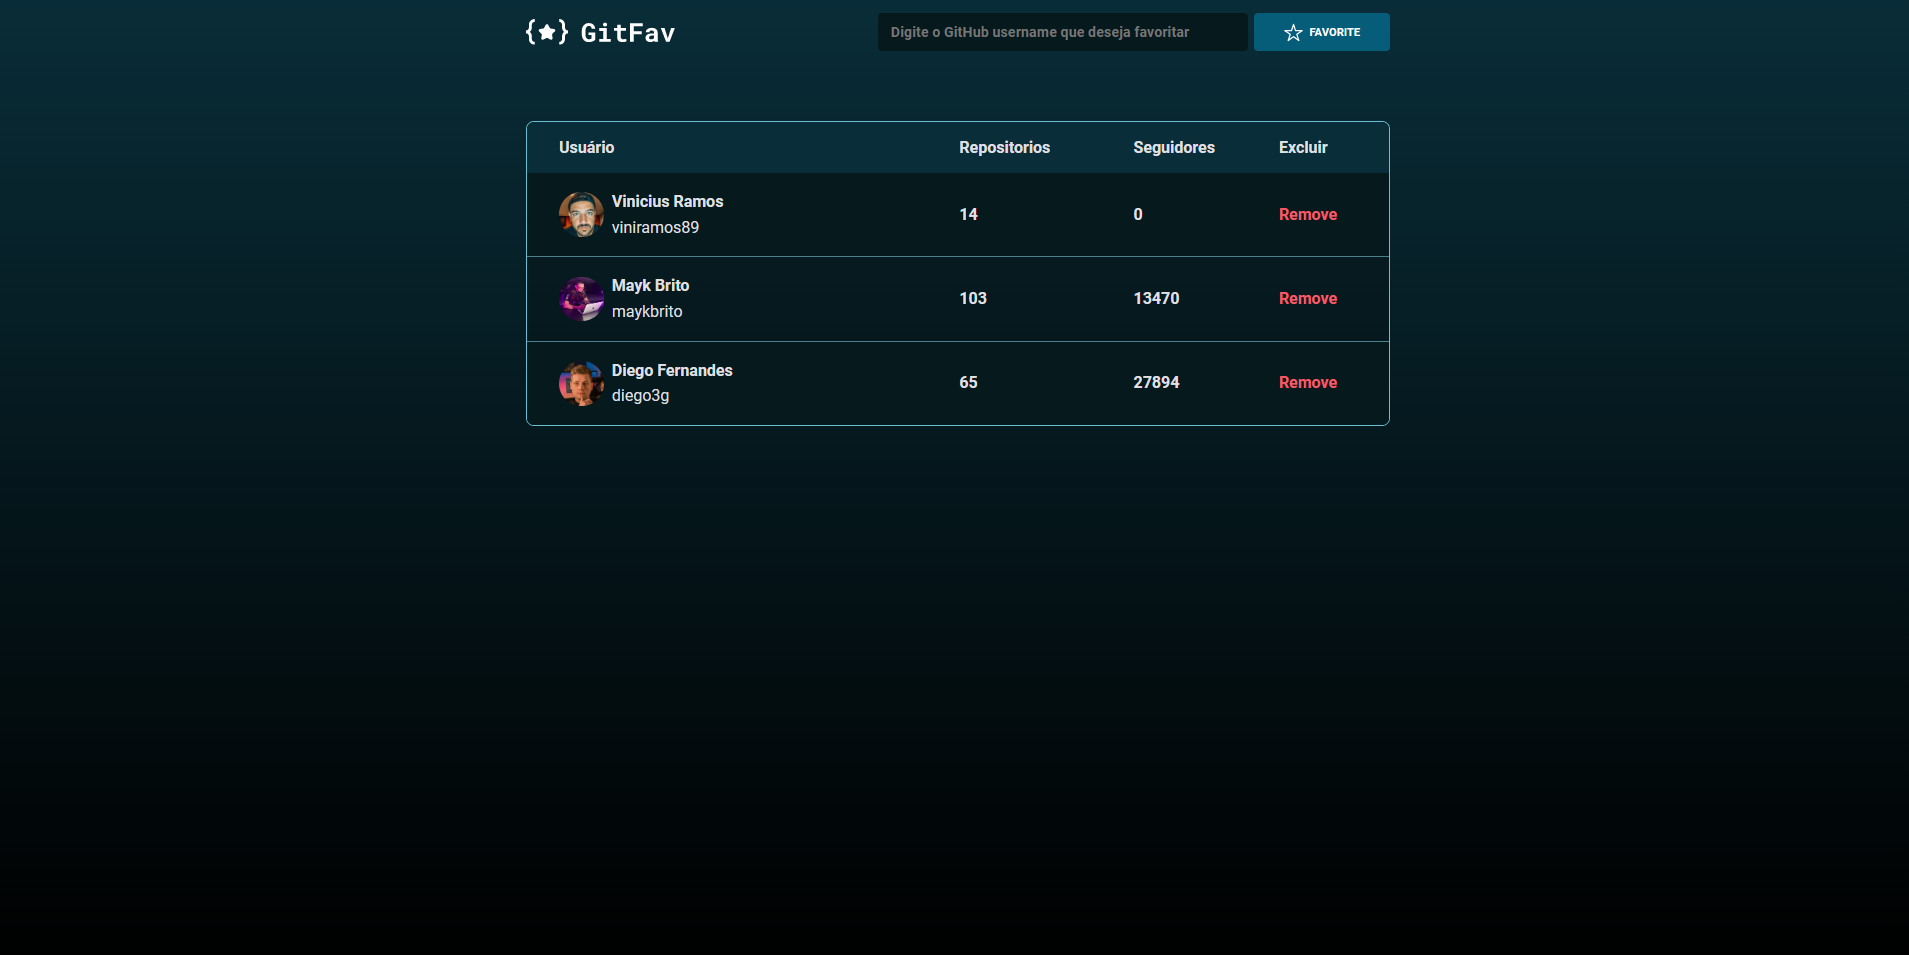 GitFav
Digite o GitHub username que deseja favoritar
FAVORITE
Usuário Repositorios Seguidores Excluir
Vinicius Ramos
viniramos89
14 0 Remove
Mayk Brito
maykbrito
103 13470 Remove
Diego Fernandes
diego3g
65 27894 Remove